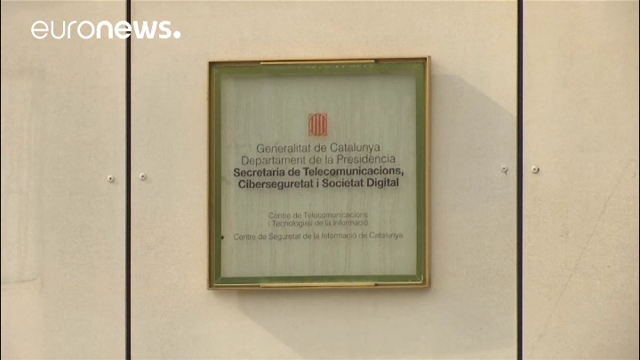 euronews.
Generalitat de Catalunya
Departament de la Presidència
Secretaria de Telecomunicacions,
Ciberseguretat i Societat Digital
Centre de Telecomunicacions
i Tecnologies de la Informació
Centre de Seguretat de la Informació de Catalunya